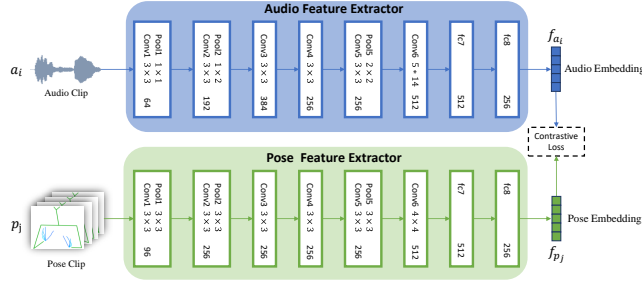 Audio Feature Extractor
a_i
Audio Clip
Pool1 1 × 1
Conv1 3 × 3
64
Pool2 1 × 2
Conv2 3 × 3
192
Conv3 3 × 3
384
Conv4 3 × 3
256
Pool5 2 × 2
Conv5 3 × 3
256
Conv6 5 * 14
512
fc7
512
fc8
256
f_{a_i}
Audio Embedding
Contrastive
Loss
Pose Feature Extractor
p_j
Pose Clip
Pool1 3 × 3
Conv1 3 × 3
96
Pool2 3 × 3
Conv2 3 × 3
256
Conv3 3 × 3
256
Conv4 3 × 3
256
Pool5 3 × 3
Conv5 3 × 3
256
Conv6 4 × 4
512
fc7
512
fc8
256
Pose Embedding
f_{p_j}